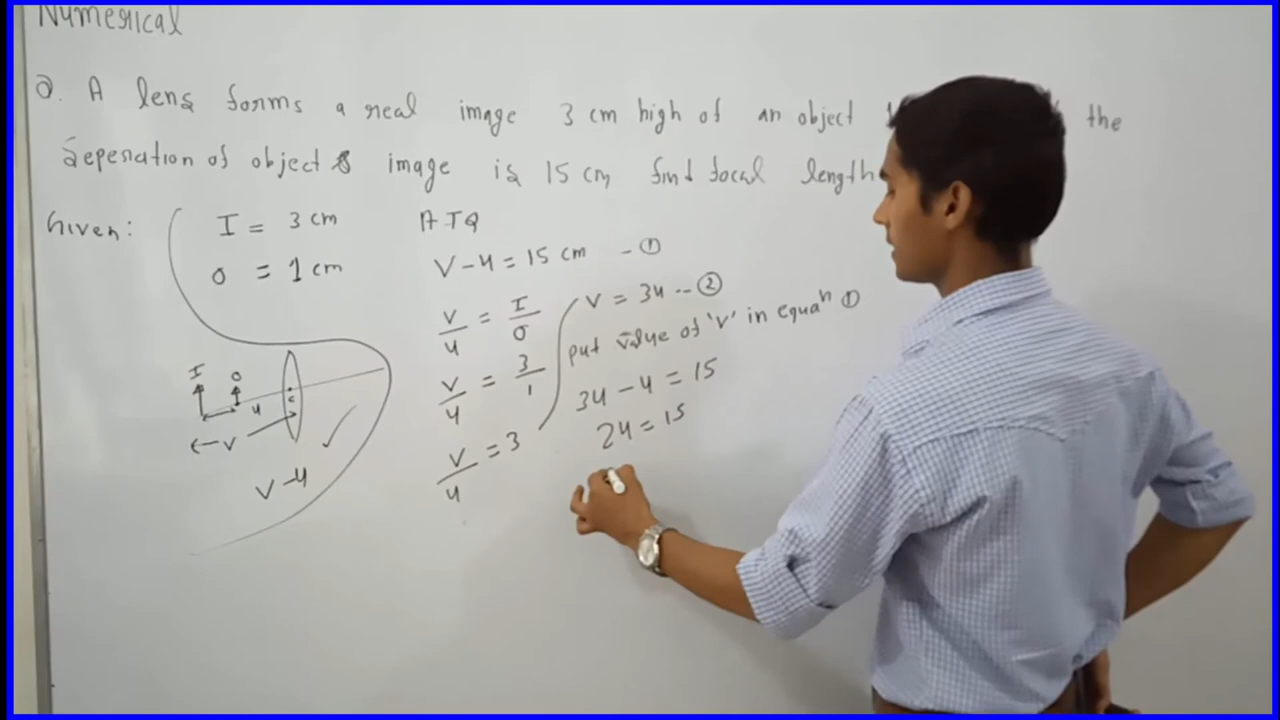 Numerical
Q. A lens forms a real image 3 cm high of an object the
Seperation of object & image is 15 cm find focal length
Given:
I = 3 cm
O = 1 cm
I
O
u
c
←v
v-u
ATQ
V-u = 15 cm - ①
v/u = I/O
v/u = 3/1
v/u = 3
v = 3u -- ②
put value of 'v' in equaⁿ ①
3u - u = 15
2u = 15